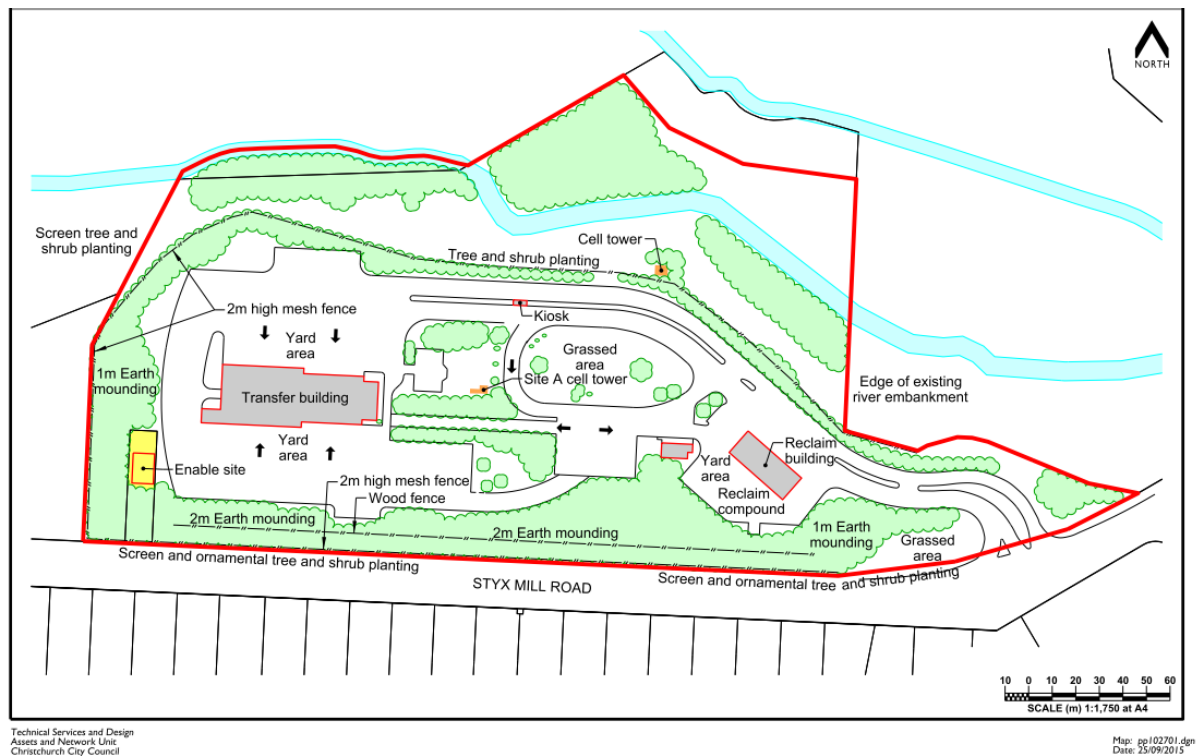 NORTH
Screen tree and
shrub planting
Cell tower
Tree and shrub planting
2m high mesh fence
Kiosk
Yard
area
Grassed
area
Site A cell tower
1m Earth
mounding
Transfer building
Edge of existing
river embankment
Yard
area
Enable site
Reclaim
building
Yard
area
Reclaim
compound
2m high mesh fence
Wood fence
2m Earth mounding
2m Earth mounding
1m Earth
mounding
Grassed
area
Screen and ornamental tree and shrub planting
Screen and ornamental tree and shrub planting
STYX MILL ROAD
10 0 10 20 30 40 50 60
SCALE (m) 1:1,750 at A4
Technical Services and Design
Assets and Network Unit
Christchurch City Council
Map: pp102701.dgn
Date: 25/09/2015